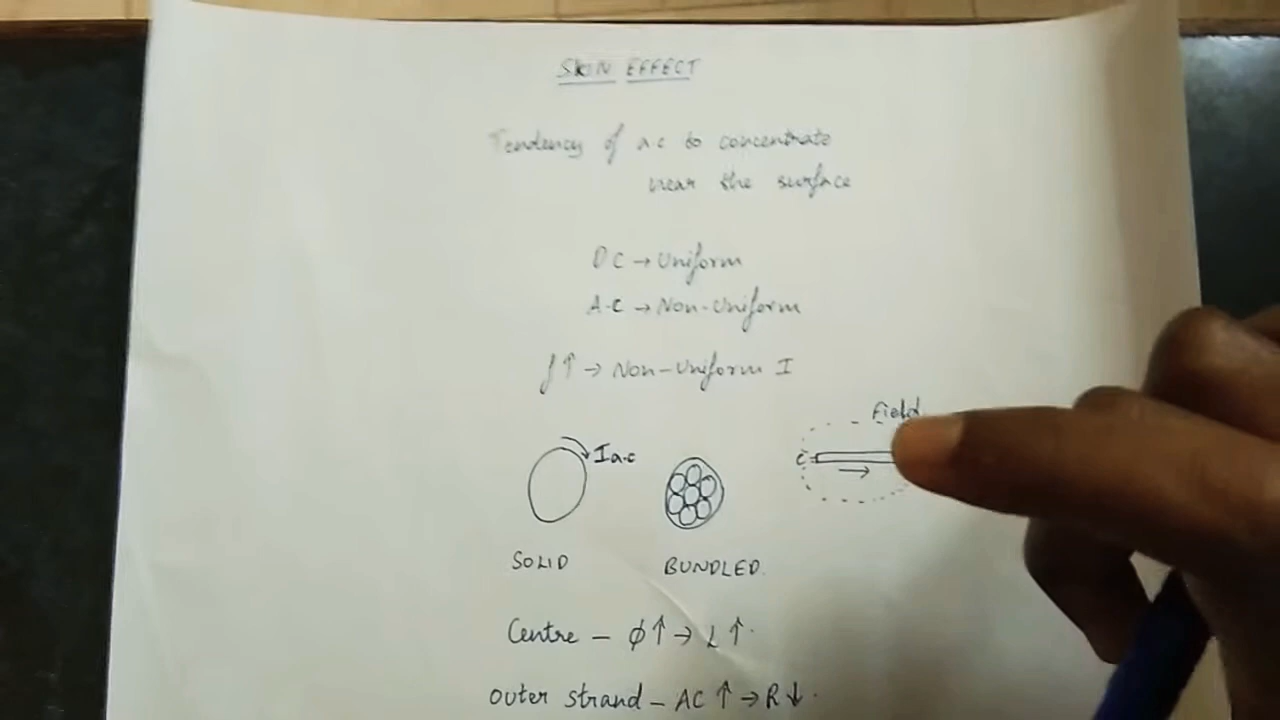 SKIN EFFECT
Tendency of a.c to concentrate
near the surface
DC → Uniform
A.C → Non-Uniform
f↑ → Non-Uniform I
Field
I a.c
C
SOLID
BUNDLED.
Centre – ϕ↑ → L↑.
Outer strand – AC ↑ → R↓.